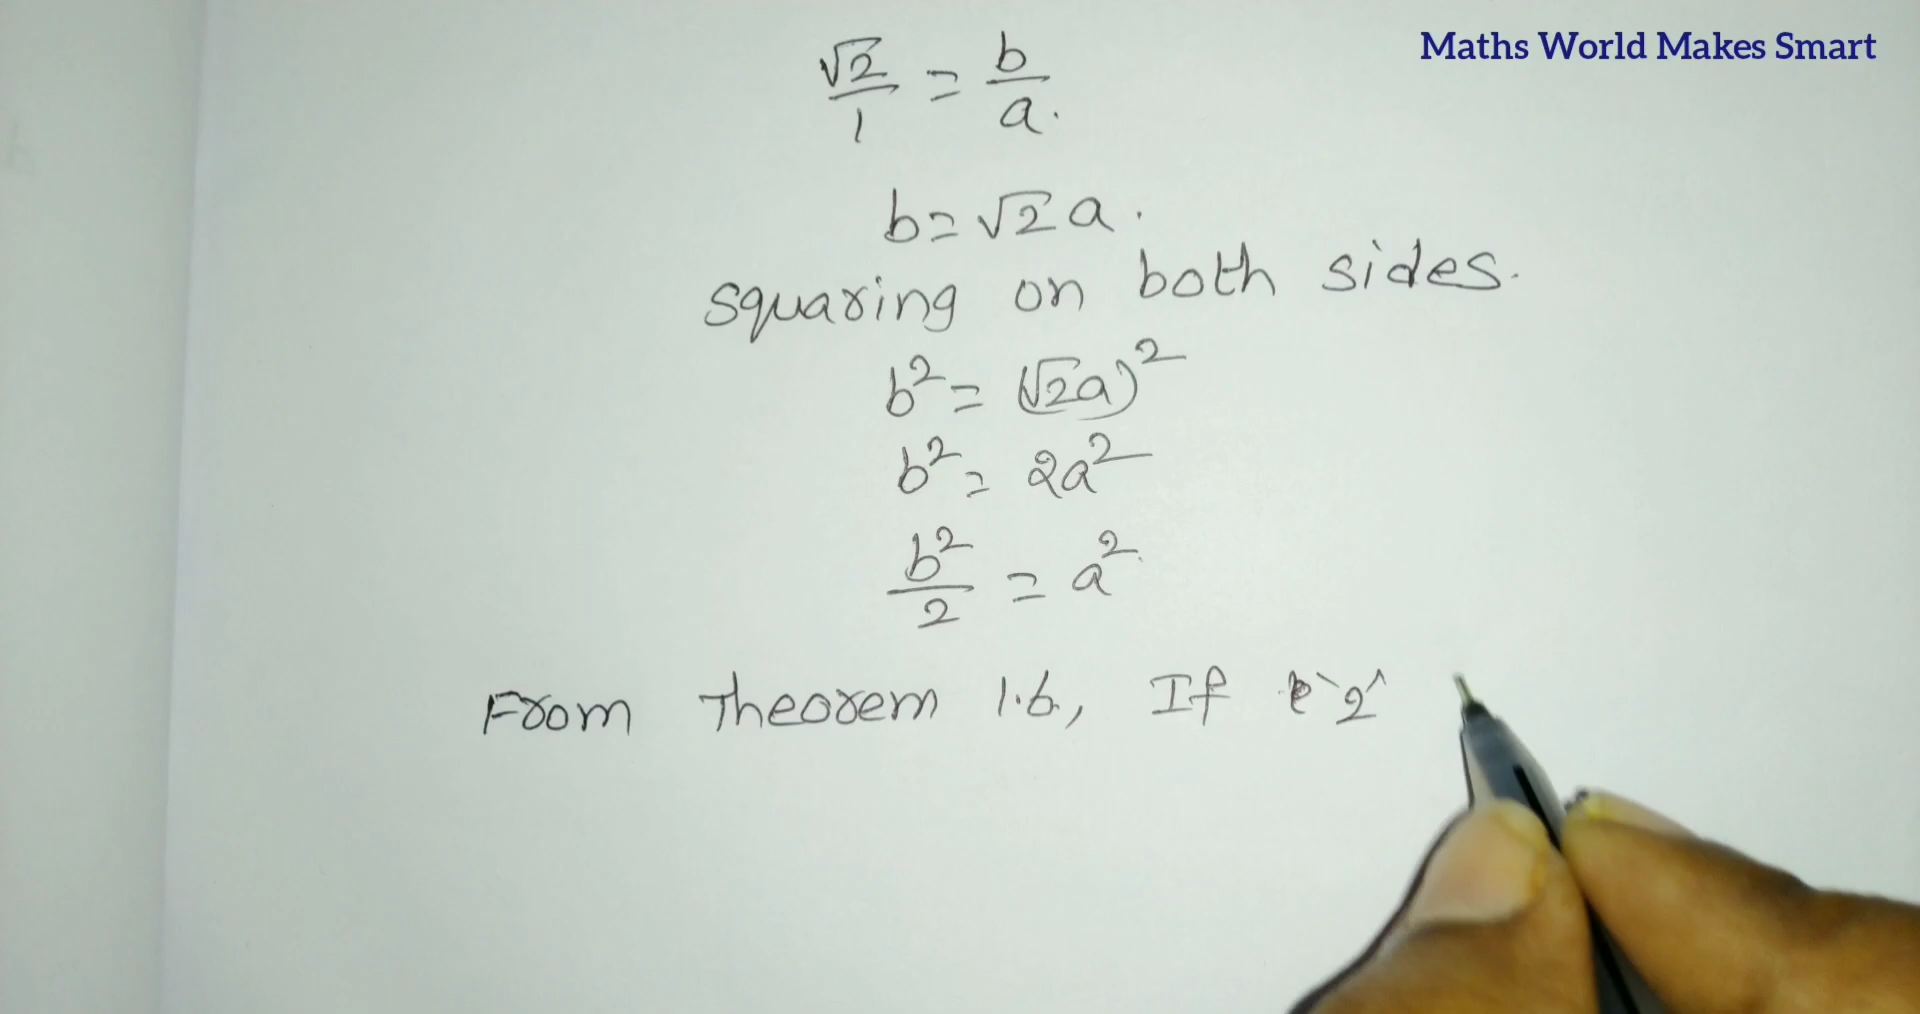 Maths World Makes Smart
√2/1 = b/a.
b = √2 a.
squaring on both sides.
b² = (√2a)²
b² = 2a²
b²/2 = a²
From Theorem 1.6, If '2'